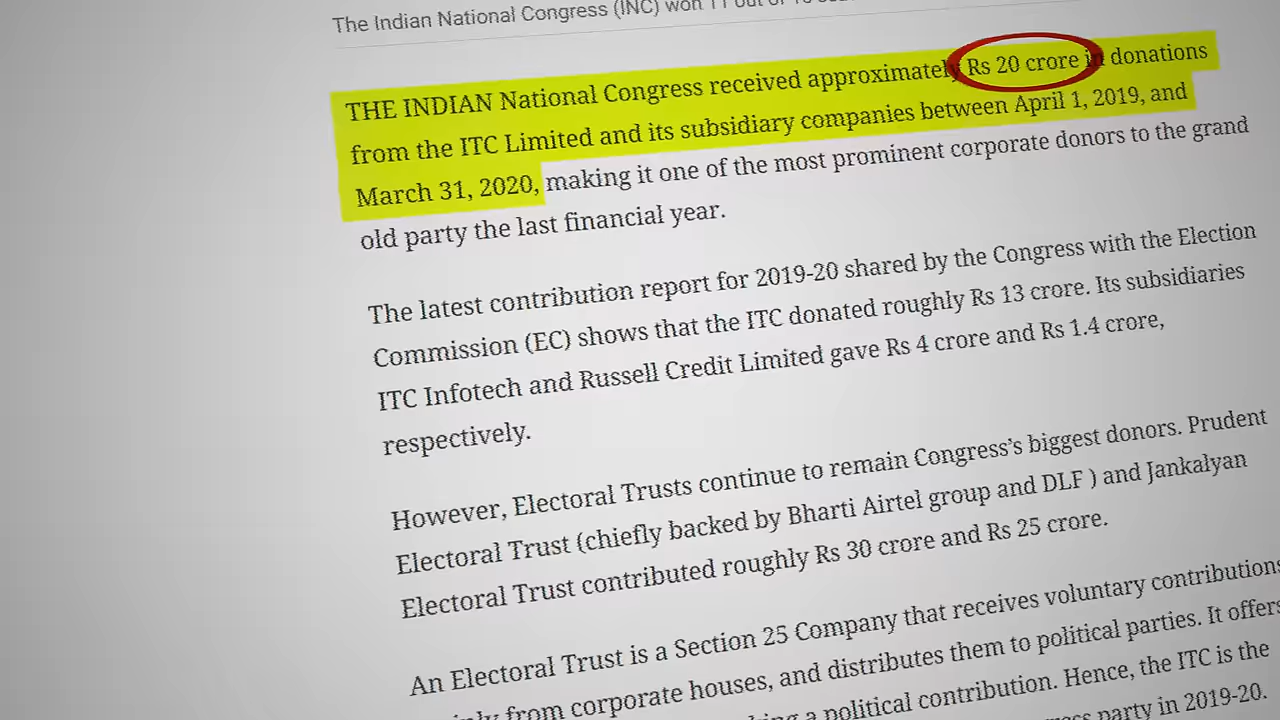 The Indian National Congress (INC) won 11 out of
THE INDIAN National Congress received approximately Rs 20 crore in donations
from the ITC Limited and its subsidiary companies between April 1, 2019, and
March 31, 2020, making it one of the most prominent corporate donors to the grand
old party the last financial year.
The latest contribution report for 2019-20 shared by the Congress with the Election
Commission (EC) shows that the ITC donated roughly Rs 13 crore. Its subsidiaries
ITC Infotech and Russell Credit Limited gave Rs 4 crore and Rs 1.4 crore,
respectively.
However, Electoral Trusts continue to remain Congress’s biggest donors. Prudent
Electoral Trust (chiefly backed by Bharti Airtel group and DLF ) and Jankalyan
Electoral Trust contributed roughly Rs 30 crore and Rs 25 crore.
An Electoral Trust is a Section 25 Company that receives voluntary contributions
from corporate houses, and distributes them to political parties. It offers
a political contribution. Hence, the ITC is the
party in 2019-20.